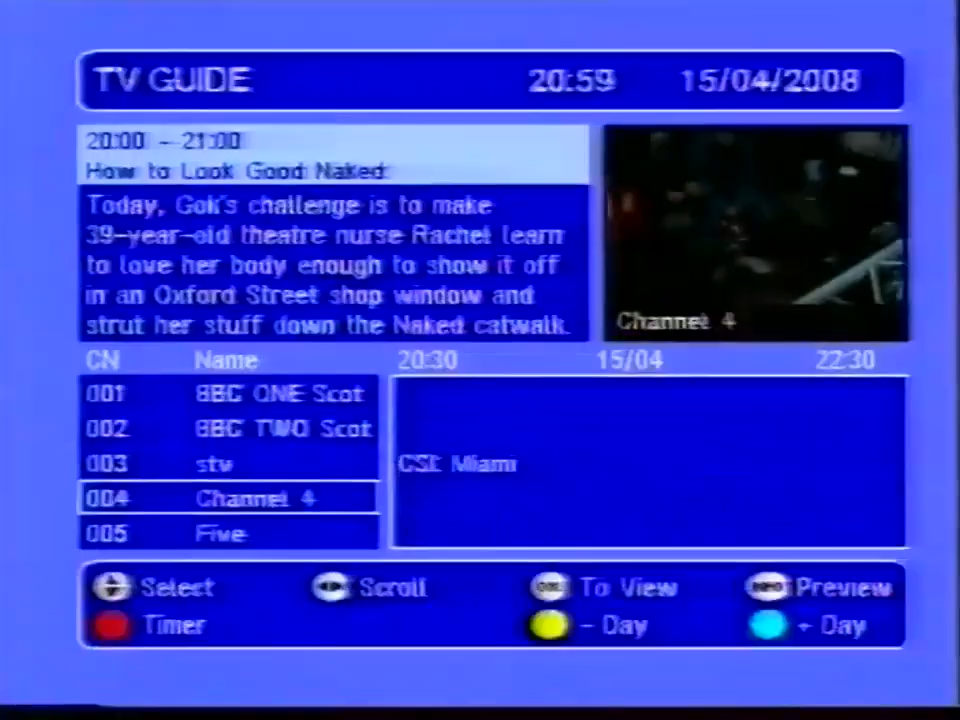 TV GUIDE 20:59 15/04/2008
20:00 - 21:00
How to Look Good Naked
Today, Gok's challenge is to make
39-year-old theatre nurse Rachel learn
to love her body enough to show it off
in an Oxford Street shop window and
strut her stuff down the Naked catwalk.
Channel 4
CN Name 20:30 15/04 22:30
001 BBC ONE Scot
002 BBC TWO Scot
003 stv CSI: Miami
004 Channel 4
005 Five
Select Scroll To View Preview
Timer - Day + Day